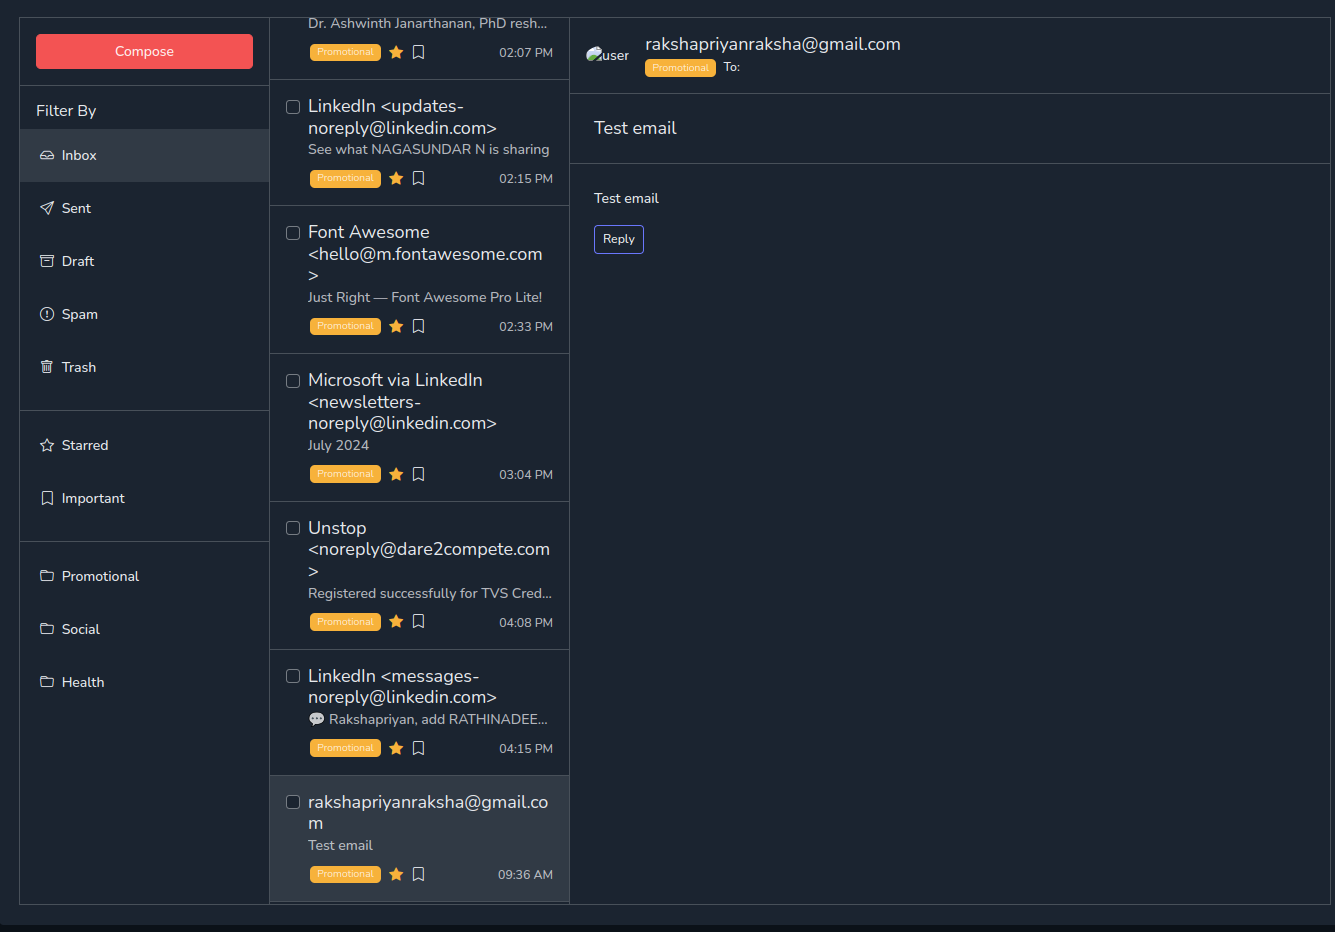 Compose
Filter By
Inbox
Sent
Draft
Spam
Trash
Starred
Important
Promotional
Social
Health
Dr. Ashwinth Janarthanan, PhD resh...
Promotional 02:07 PM
LinkedIn <updates-
noreply@linkedin.com>
See what NAGASUNDAR N is sharing
Promotional 02:15 PM
Font Awesome
<hello@m.fontawesome.com
>
Just Right — Font Awesome Pro Lite!
Promotional 02:33 PM
Microsoft via LinkedIn
<newsletters-
noreply@linkedin.com>
July 2024
Promotional 03:04 PM
Unstop
<noreply@dare2compete.com
>
Registered successfully for TVS Cred...
Promotional 04:08 PM
LinkedIn <messages-
noreply@linkedin.com>
💬 Rakshapriyan, add RATHINADEE...
Promotional 04:15 PM
rakshapriyanraksha@gmail.co
m
Test email
Promotional 09:36 AM
user
rakshapriyanraksha@gmail.com
Promotional To:
Test email
Test email
Reply